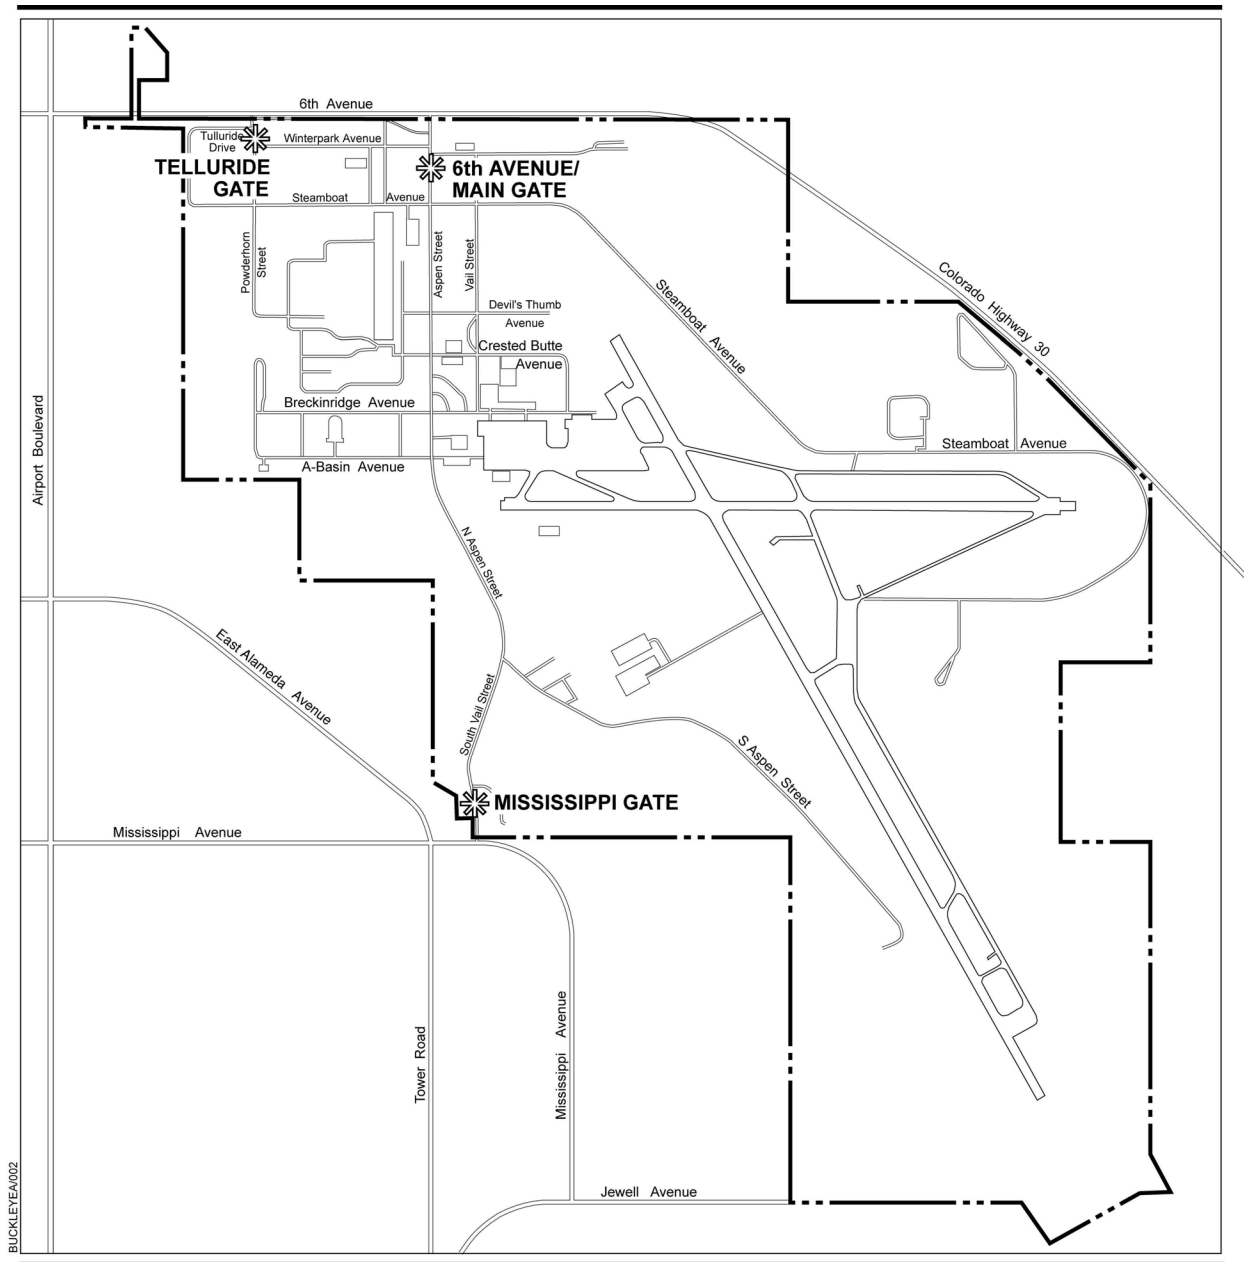 6th Avenue
Tulluride
Drive
Winterpark Avenue
TELLURIDE
GATE
6th AVENUE/
MAIN GATE
Steamboat Avenue
Powderhorn
Street
Aspen Street
Vail Street
Steamboat Avenue
Colorado Highway 30
Devil's Thumb
Avenue
Crested Butte
Avenue
Breckinridge Avenue
Steamboat Avenue
A-Basin Avenue
Airport Boulevard
N Aspen Street
East Alameda Avenue
South Vail Street
S Aspen Street
MISSISSIPPI GATE
Mississippi Avenue
Tower Road
Mississippi Avenue
Jewell Avenue
BUCKLEYEA/002